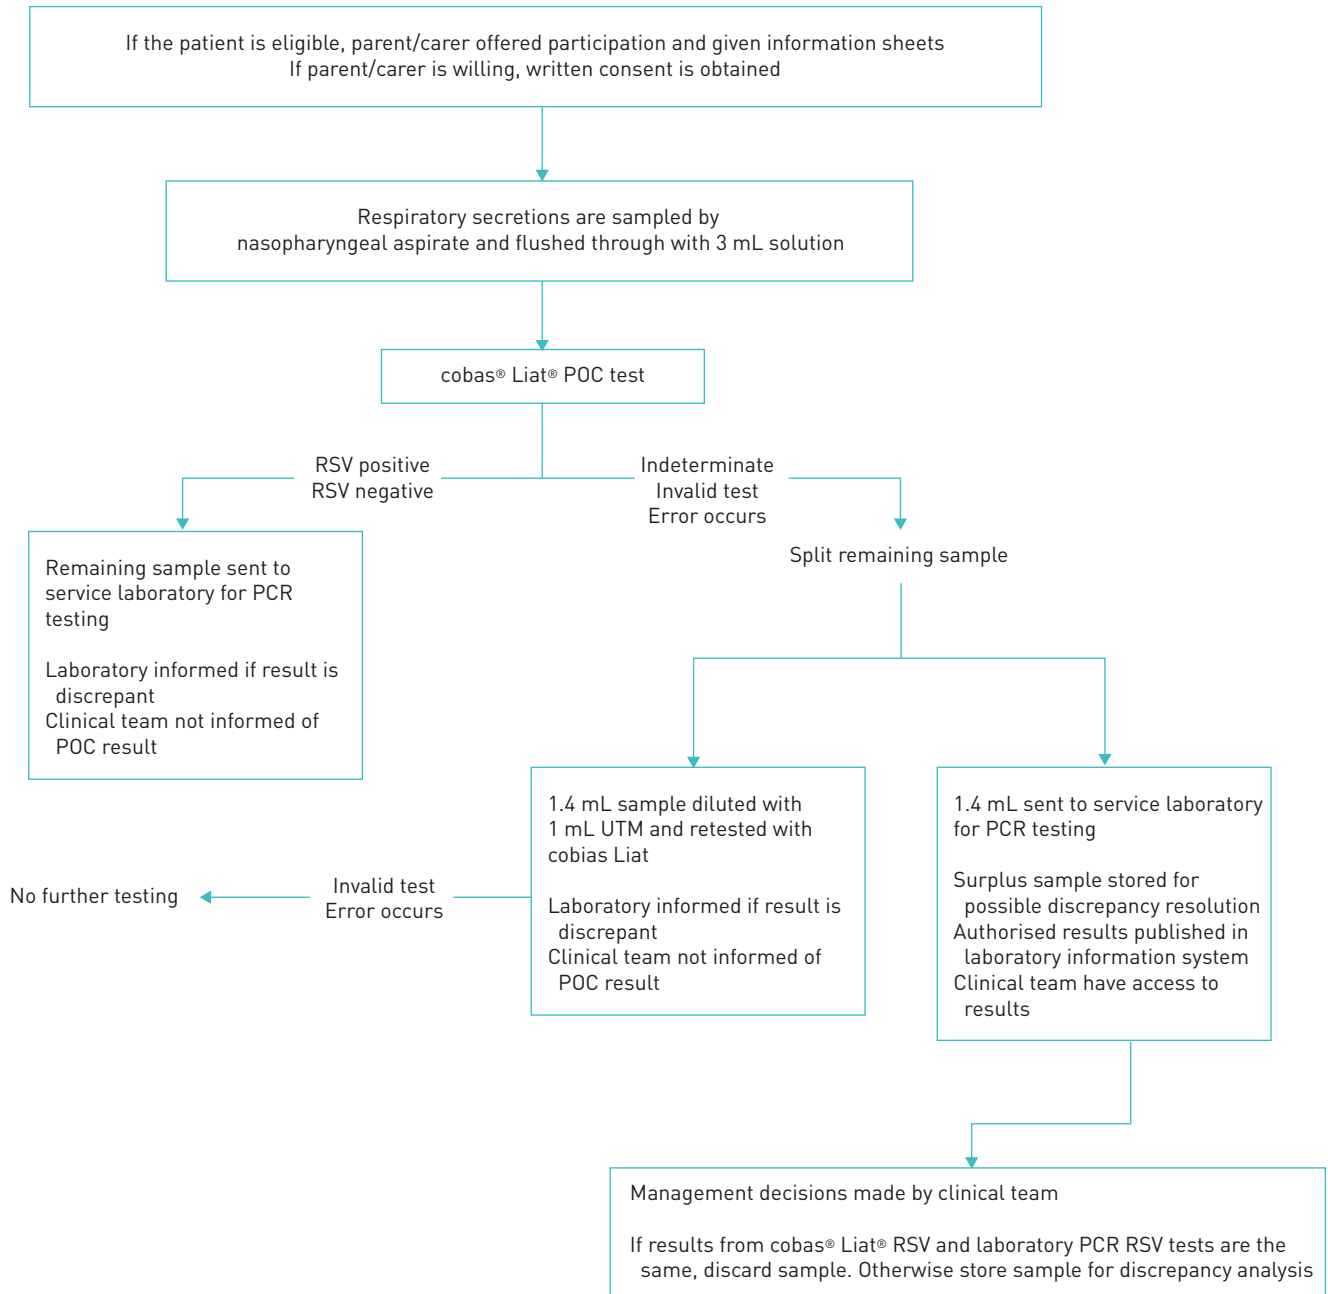 If the patient is eligible, parent/carer offered participation and given information sheets
If parent/carer is willing, written consent is obtained
Respiratory secretions are sampled by
nasopharyngeal aspirate and flushed through with 3 mL solution
cobas® Liat® POC test
RSV positive
RSV negative
Indeterminate
Invalid test
Error occurs
Remaining sample sent to
service laboratory for PCR
testing
Laboratory informed if result is
discrepant
Clinical team not informed of
POC result
Split remaining sample
1.4 mL sample diluted with
1 mL UTM and retested with
cobias Liat
Laboratory informed if result is
discrepant
Clinical team not informed of
POC result
Invalid test
Error occurs
No further testing
1.4 mL sent to service laboratory
for PCR testing
Surplus sample stored for
possible discrepancy resolution
Authorised results published in
laboratory information system
Clinical team have access to
results
Management decisions made by clinical team
If results from cobas® Liat® RSV and laboratory PCR RSV tests are the
same, discard sample. Otherwise store sample for discrepancy analysis